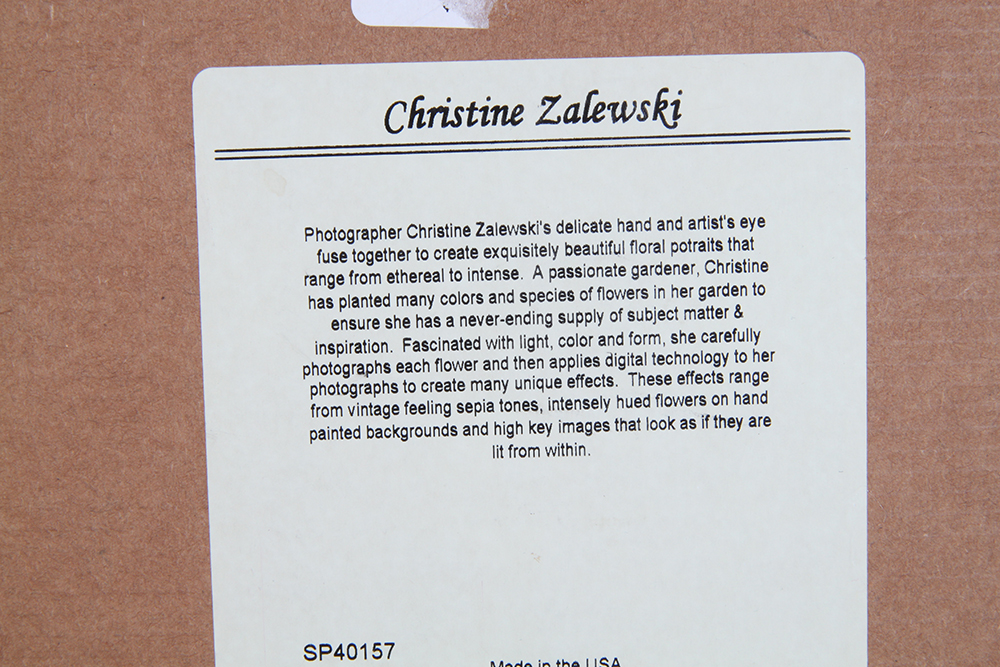 Christine Zalewski
Photographer Christine Zalewski's delicate hand and artist's eye
fuse together to create exquisitely beautiful floral potraits that
range from ethereal to intense. A passionate gardener, Christine
has planted many colors and species of flowers in her garden to
ensure she has a never-ending supply of subject matter &
inspiration. Fascinated with light, color and form, she carefully
photographs each flower and then applies digital technology to her
photographs to create many unique effects. These effects range
from vintage feeling sepia tones, intensely hued flowers on hand
painted backgrounds and high key images that look as if they are
lit from within.
SP40157
Made in the USA